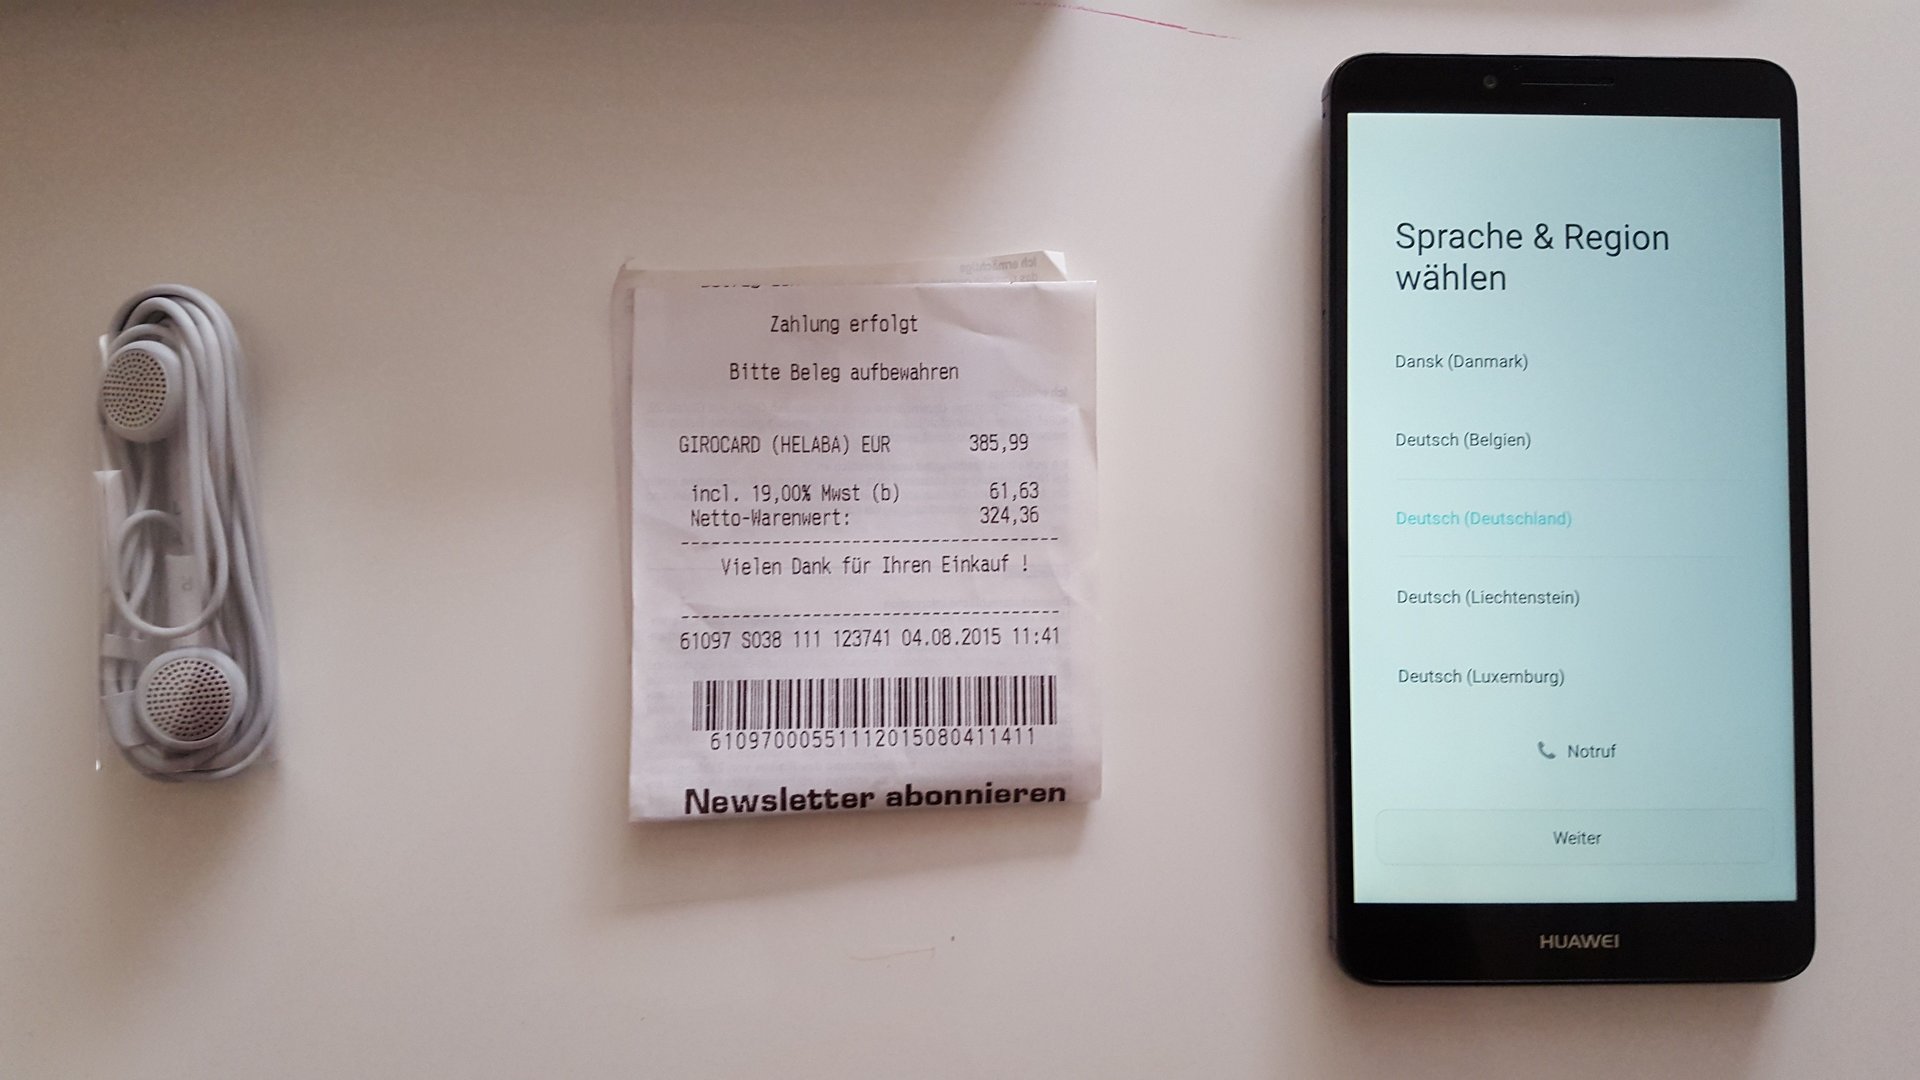 Zahlung erfolgt
Bitte Beleg aufbewahren
GIROCARD (HELABA) EUR 385,99
incl. 19,00% Mwst (b) 61,63
Netto-Warenwert: 324,36
Vielen Dank für Ihren Einkauf !
61097 S038 111 123741 04.08.2015 11:41
6109700055111201508041141​1
Newsletter abonnieren
Sprache & Region
wählen
Dansk (Danmark)
Deutsch (Belgien)
Deutsch (Deutschland)
Deutsch (Liechtenstein)
Deutsch (Luxemburg)
Notruf
Weiter
HUAWEI
R